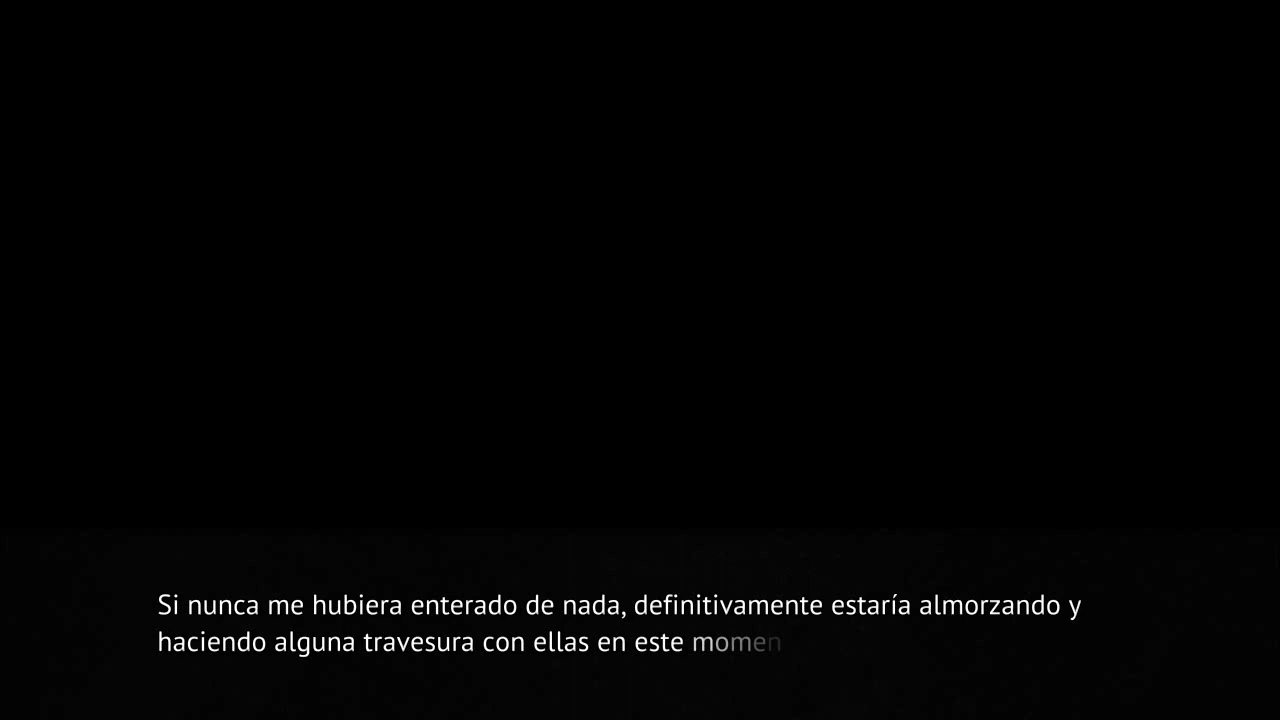 Si nunca me hubiera enterado de nada, definitivamente estaría almorzando y
haciendo alguna travesura con ellas en este momen